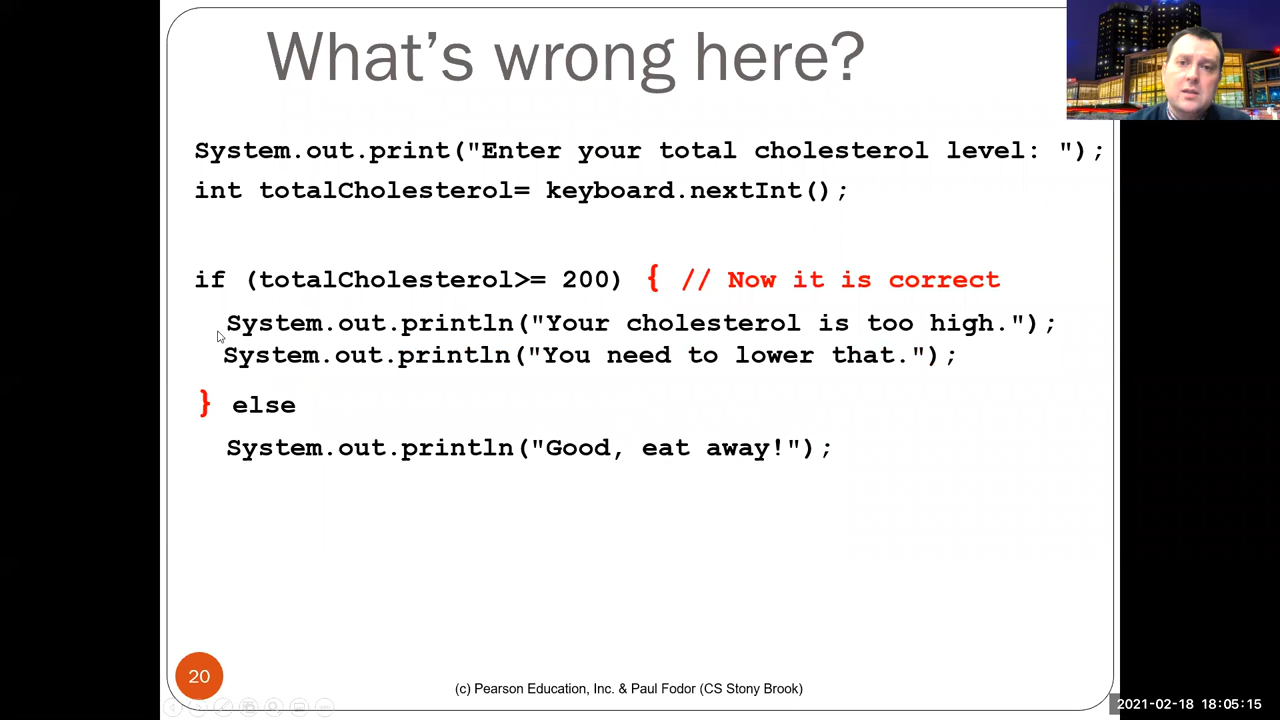 What's wrong here?
System.out.print("Enter your total cholesterol level: ");
int totalCholesterol= keyboard.nextInt();
if (totalCholesterol>= 200) { // Now it is correct
System.out.println("Your cholesterol is too high.");
System.out.println("You need to lower that.");
} else
System.out.println("Good, eat away!");
20
(c) Pearson Education, Inc. & Paul Fodor (CS Stony Brook)
2021-02-18 18:05:15